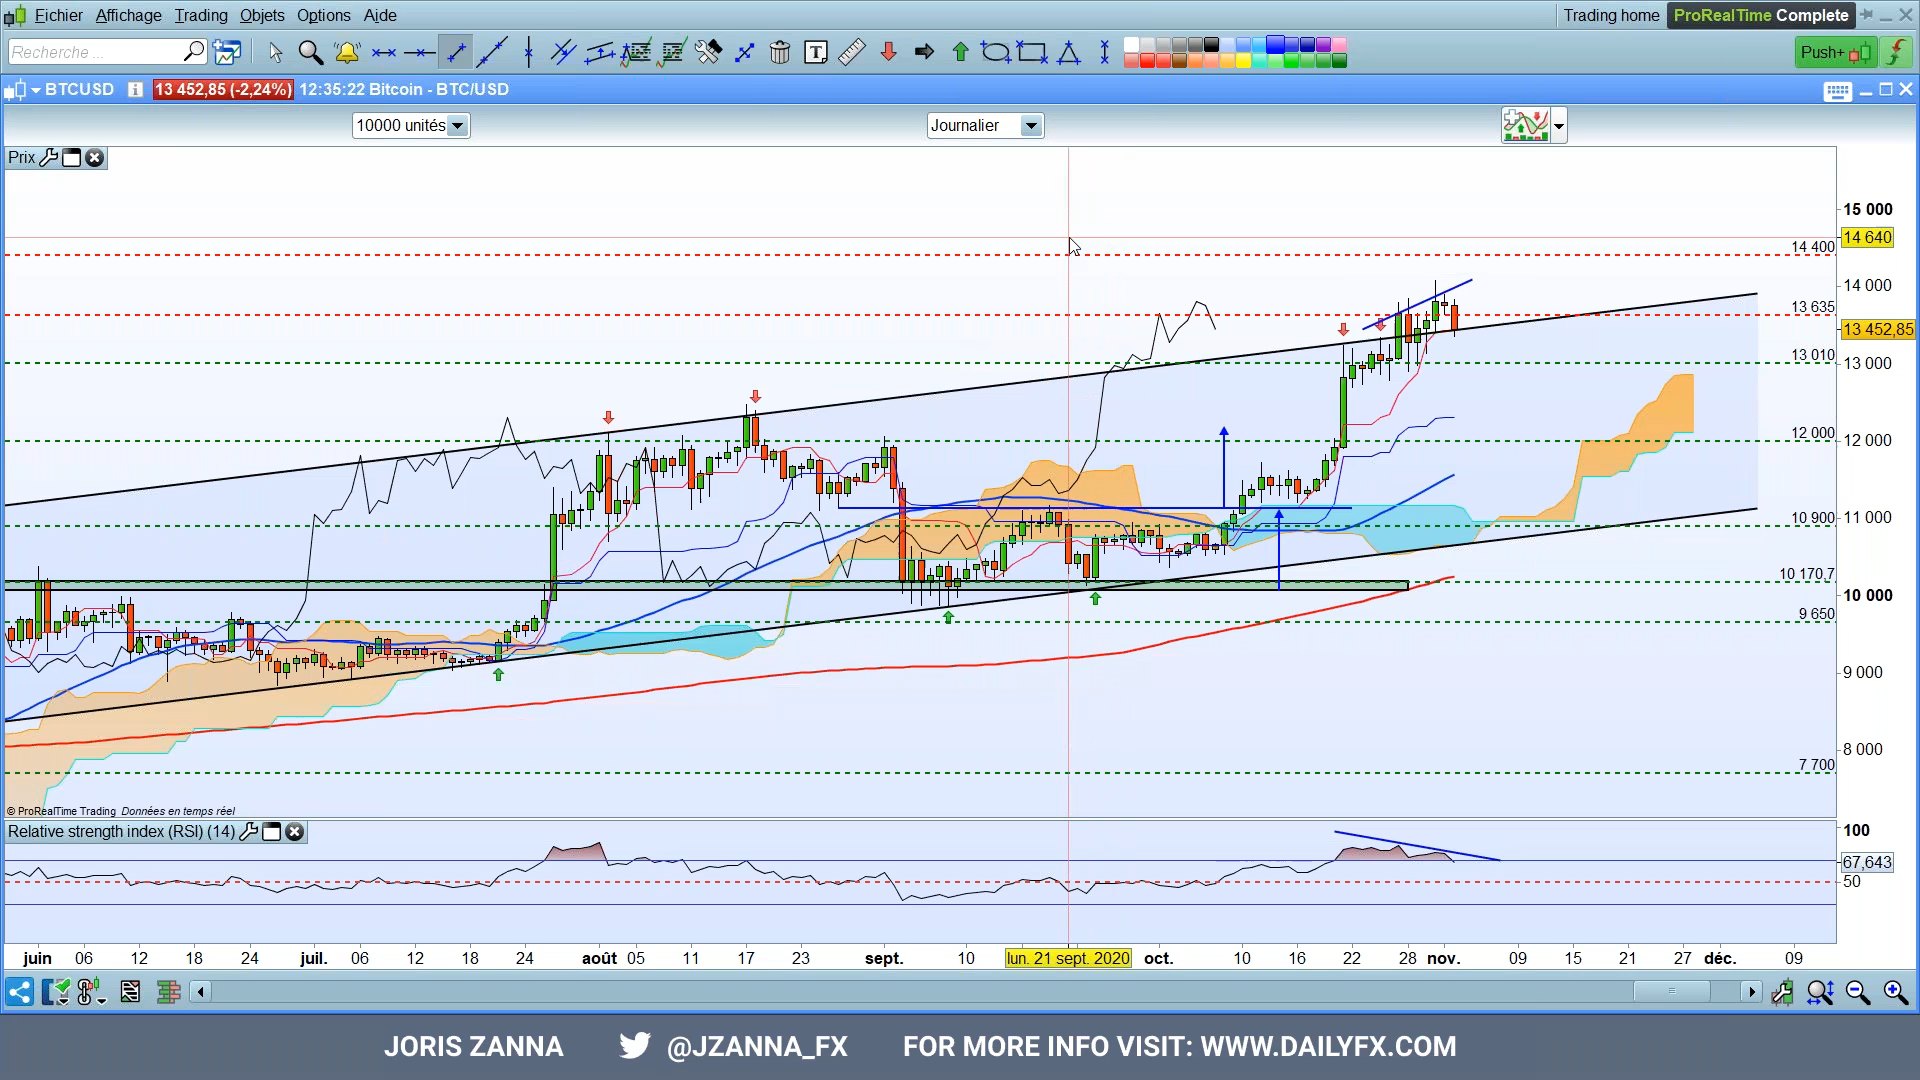 Fichier Affichage Trading Objets Options Aide
Trading home ProRealTime Complete
Recherche ...
T
Push+
BTCUSD i 13 452,85 (-2,24%) 12:35:22 Bitcoin - BTC/USD
10000 unités
Journalier
Prix
15 000
14 640
14 400
14 000
13 635
13 452,85
13 010
13 000
12 000
12 000
11 000
10 900
10 170,7
10 000
9 650
9 000
8 000
7 700
© ProRealTime Trading Données en temps réel
Relative strength index (RSI) (14)
100
67,643
50
juin 06 12 18 24 juil. 06 12 18 24 août 05 11 17 23 sept. 10 lun. 21 sept. 2020 oct. 10 16 22 28 nov. 09 15 21 27 déc. 09
JORIS ZANNA @JZANNA_FX FOR MORE INFO VISIT: WWW.DAILYFX.COM